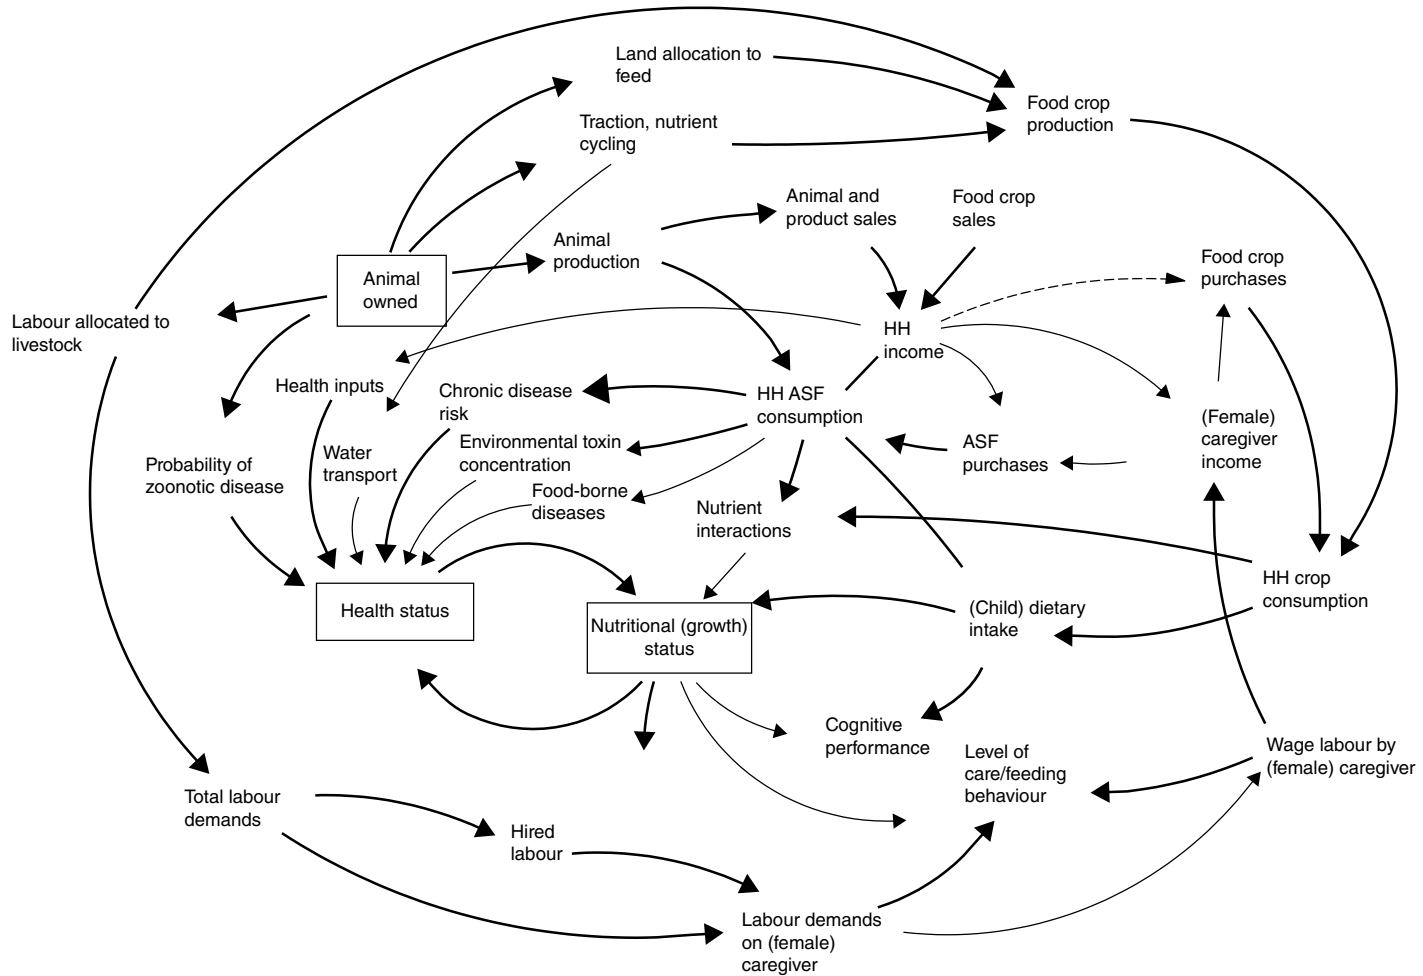 Land allocation to
feed
Food crop
production
Traction, nutrient
cycling
Animal and
product sales
Food crop
sales
Animal
production
Food crop
purchases
Animal
owned
Labour allocated to
livestock
HH
income
Health inputs
Chronic disease
risk
HH ASF
consumption
(Female)
caregiver
income
Environmental toxin
concentration
ASF
purchases
Water
transport
Probability of
zoonotic disease
Food-borne
diseases
Nutrient
interactions
HH crop
consumption
Health status
Nutritional (growth)
status
(Child) dietary
intake
Cognitive
performance
Level of
care/feeding
behaviour
Wage labour by
(female) caregiver
Total labour
demands
Hired
labour
Labour demands
on (female)
caregiver